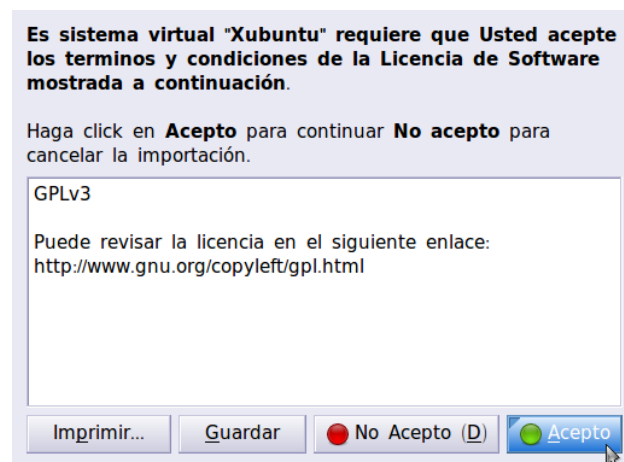 Es sistema virtual "Xubuntu" requiere que Usted acepte
los terminos y condiciones de la Licencia de Software
mostrada a continuación.
Haga click en Acepto para continuar No acepto para
cancelar la importación.
GPLv3
Puede revisar la licencia en el siguiente enlace:
http://www.gnu.org/copyleft/gpl.html
Imprimir... Guardar No Acepto (D) Acepto